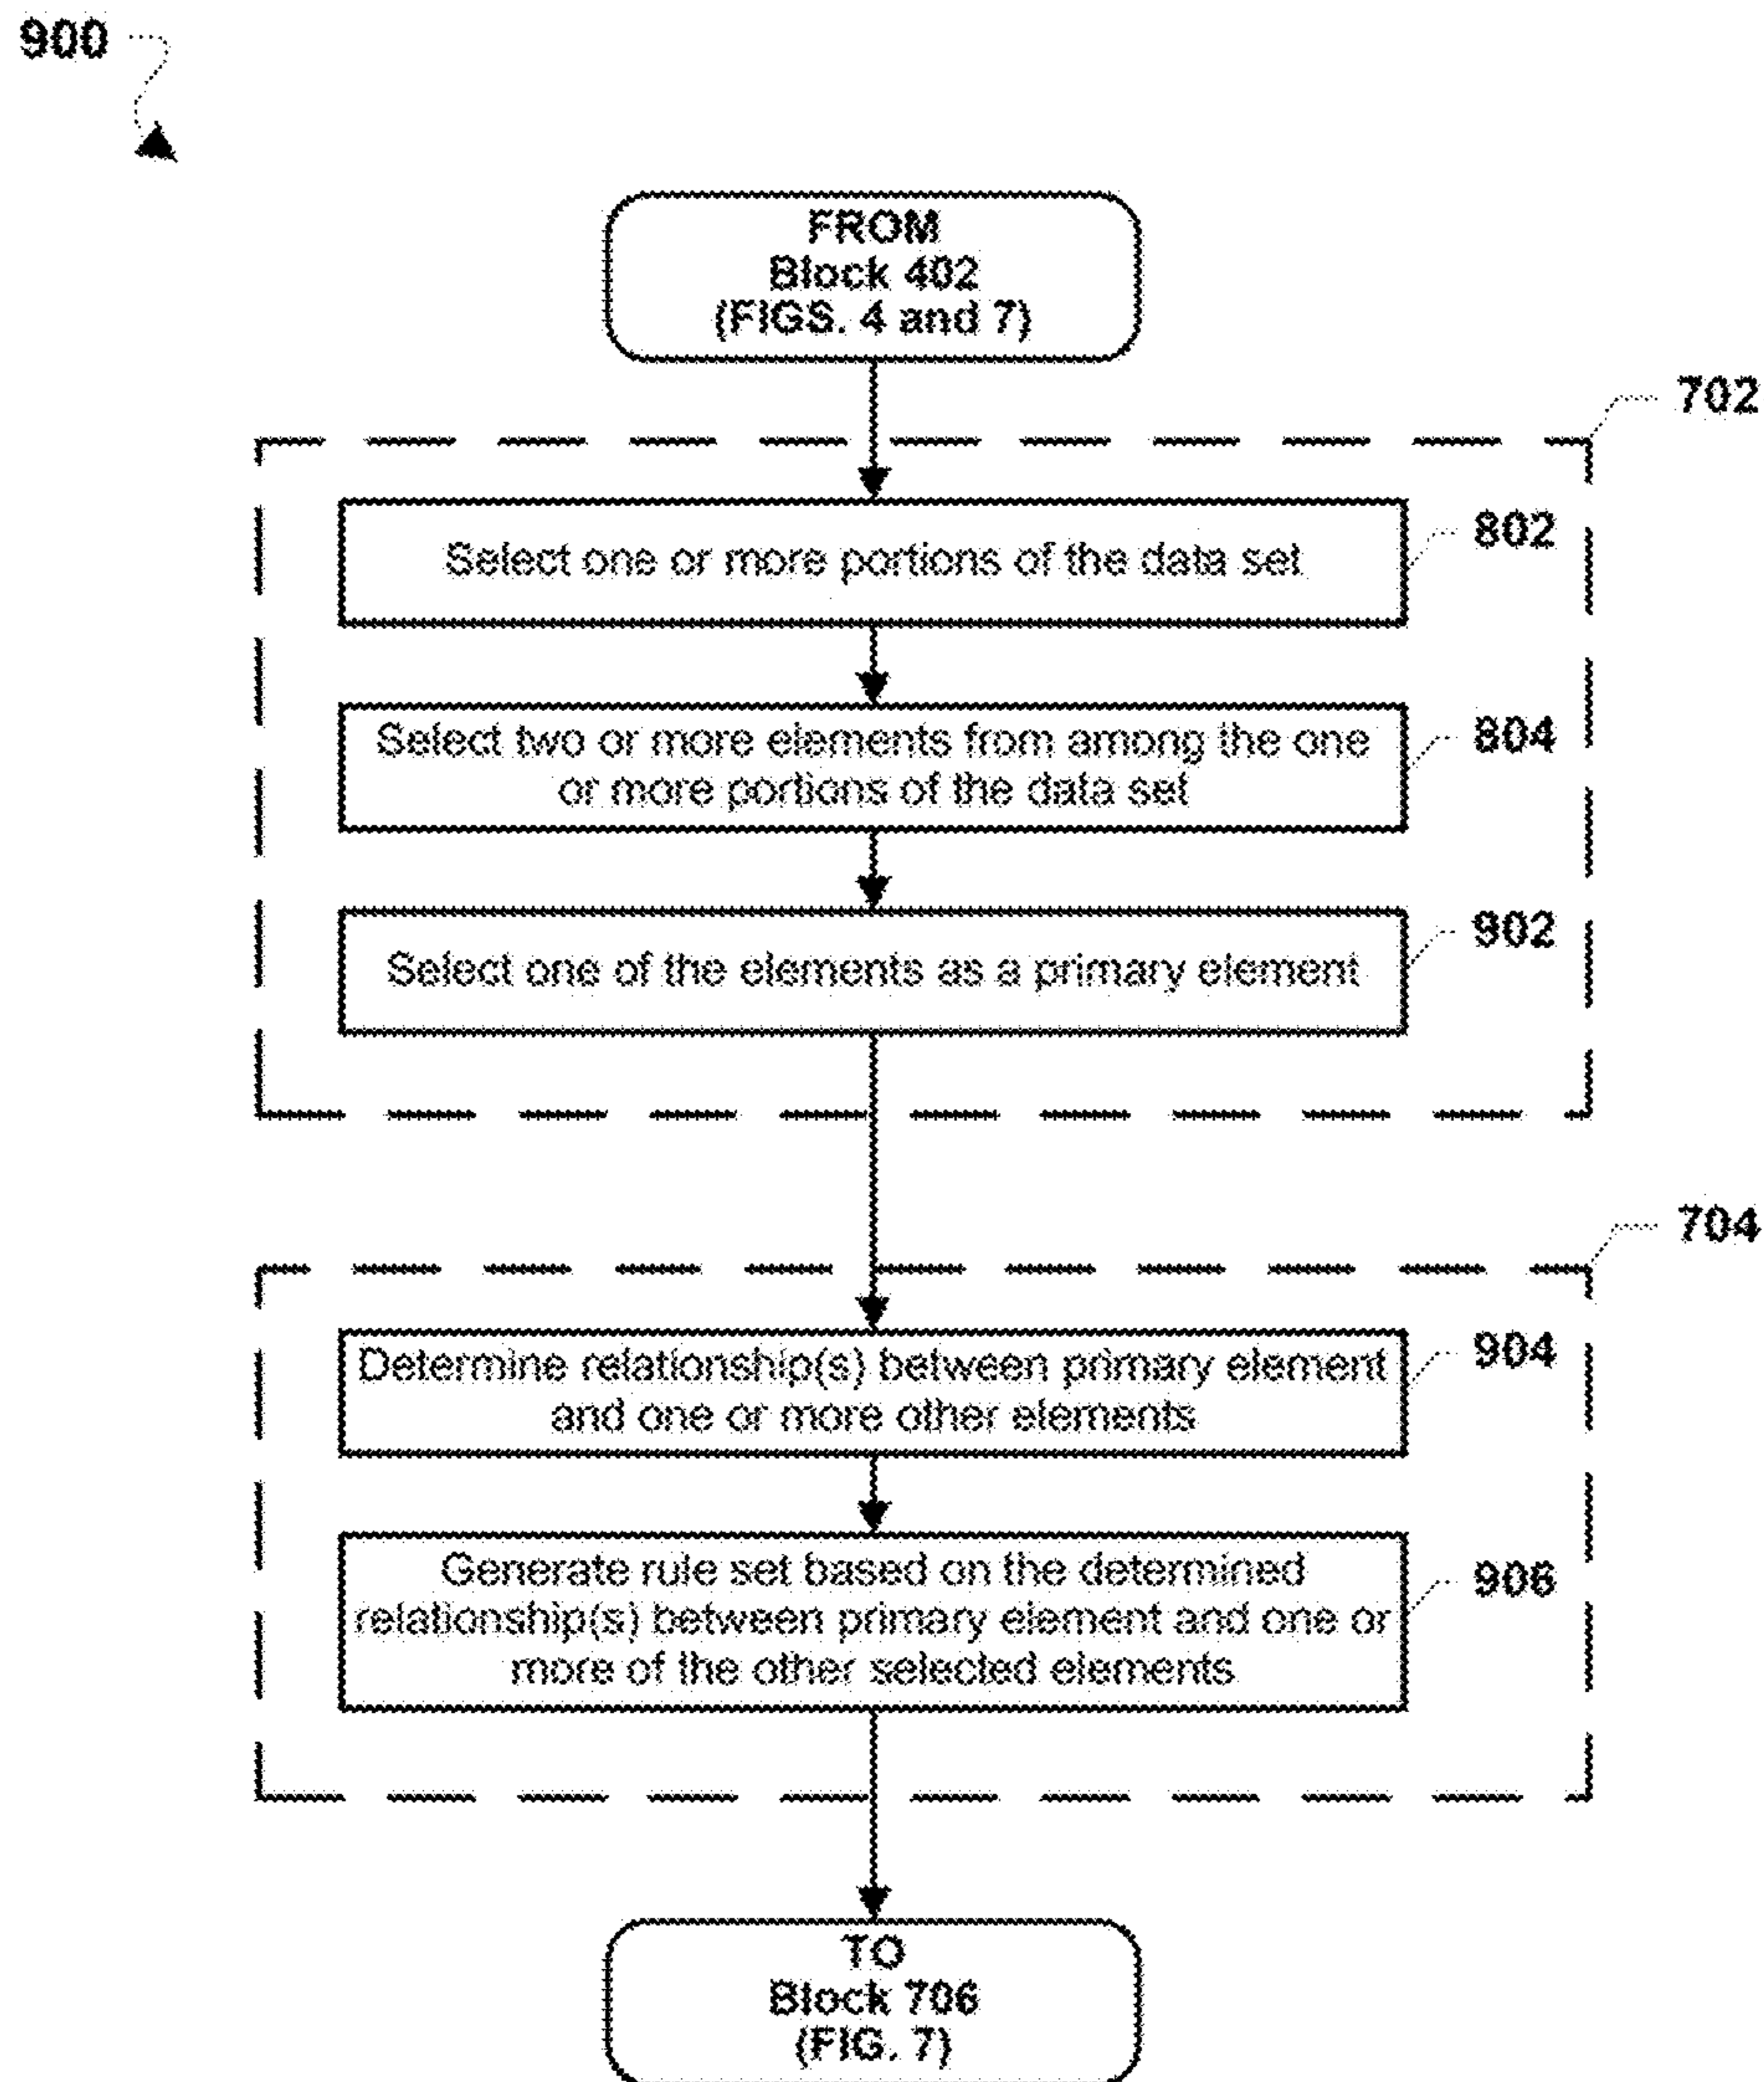 900
FROM
Block 402
(FIGS. 4 and 7)
702
Select one or more portions of the data set
802
Select two or more elements from among the one
or more portions of the data set
804
Select one of the elements as a primary element
902
704
Determine relationship(s) between primary element
and one or more other elements
904
Generate rule set based on the determined
relationship(s) between primary element and one or
more of the other selected elements
906
TO
Block 706
(FIG. 7)